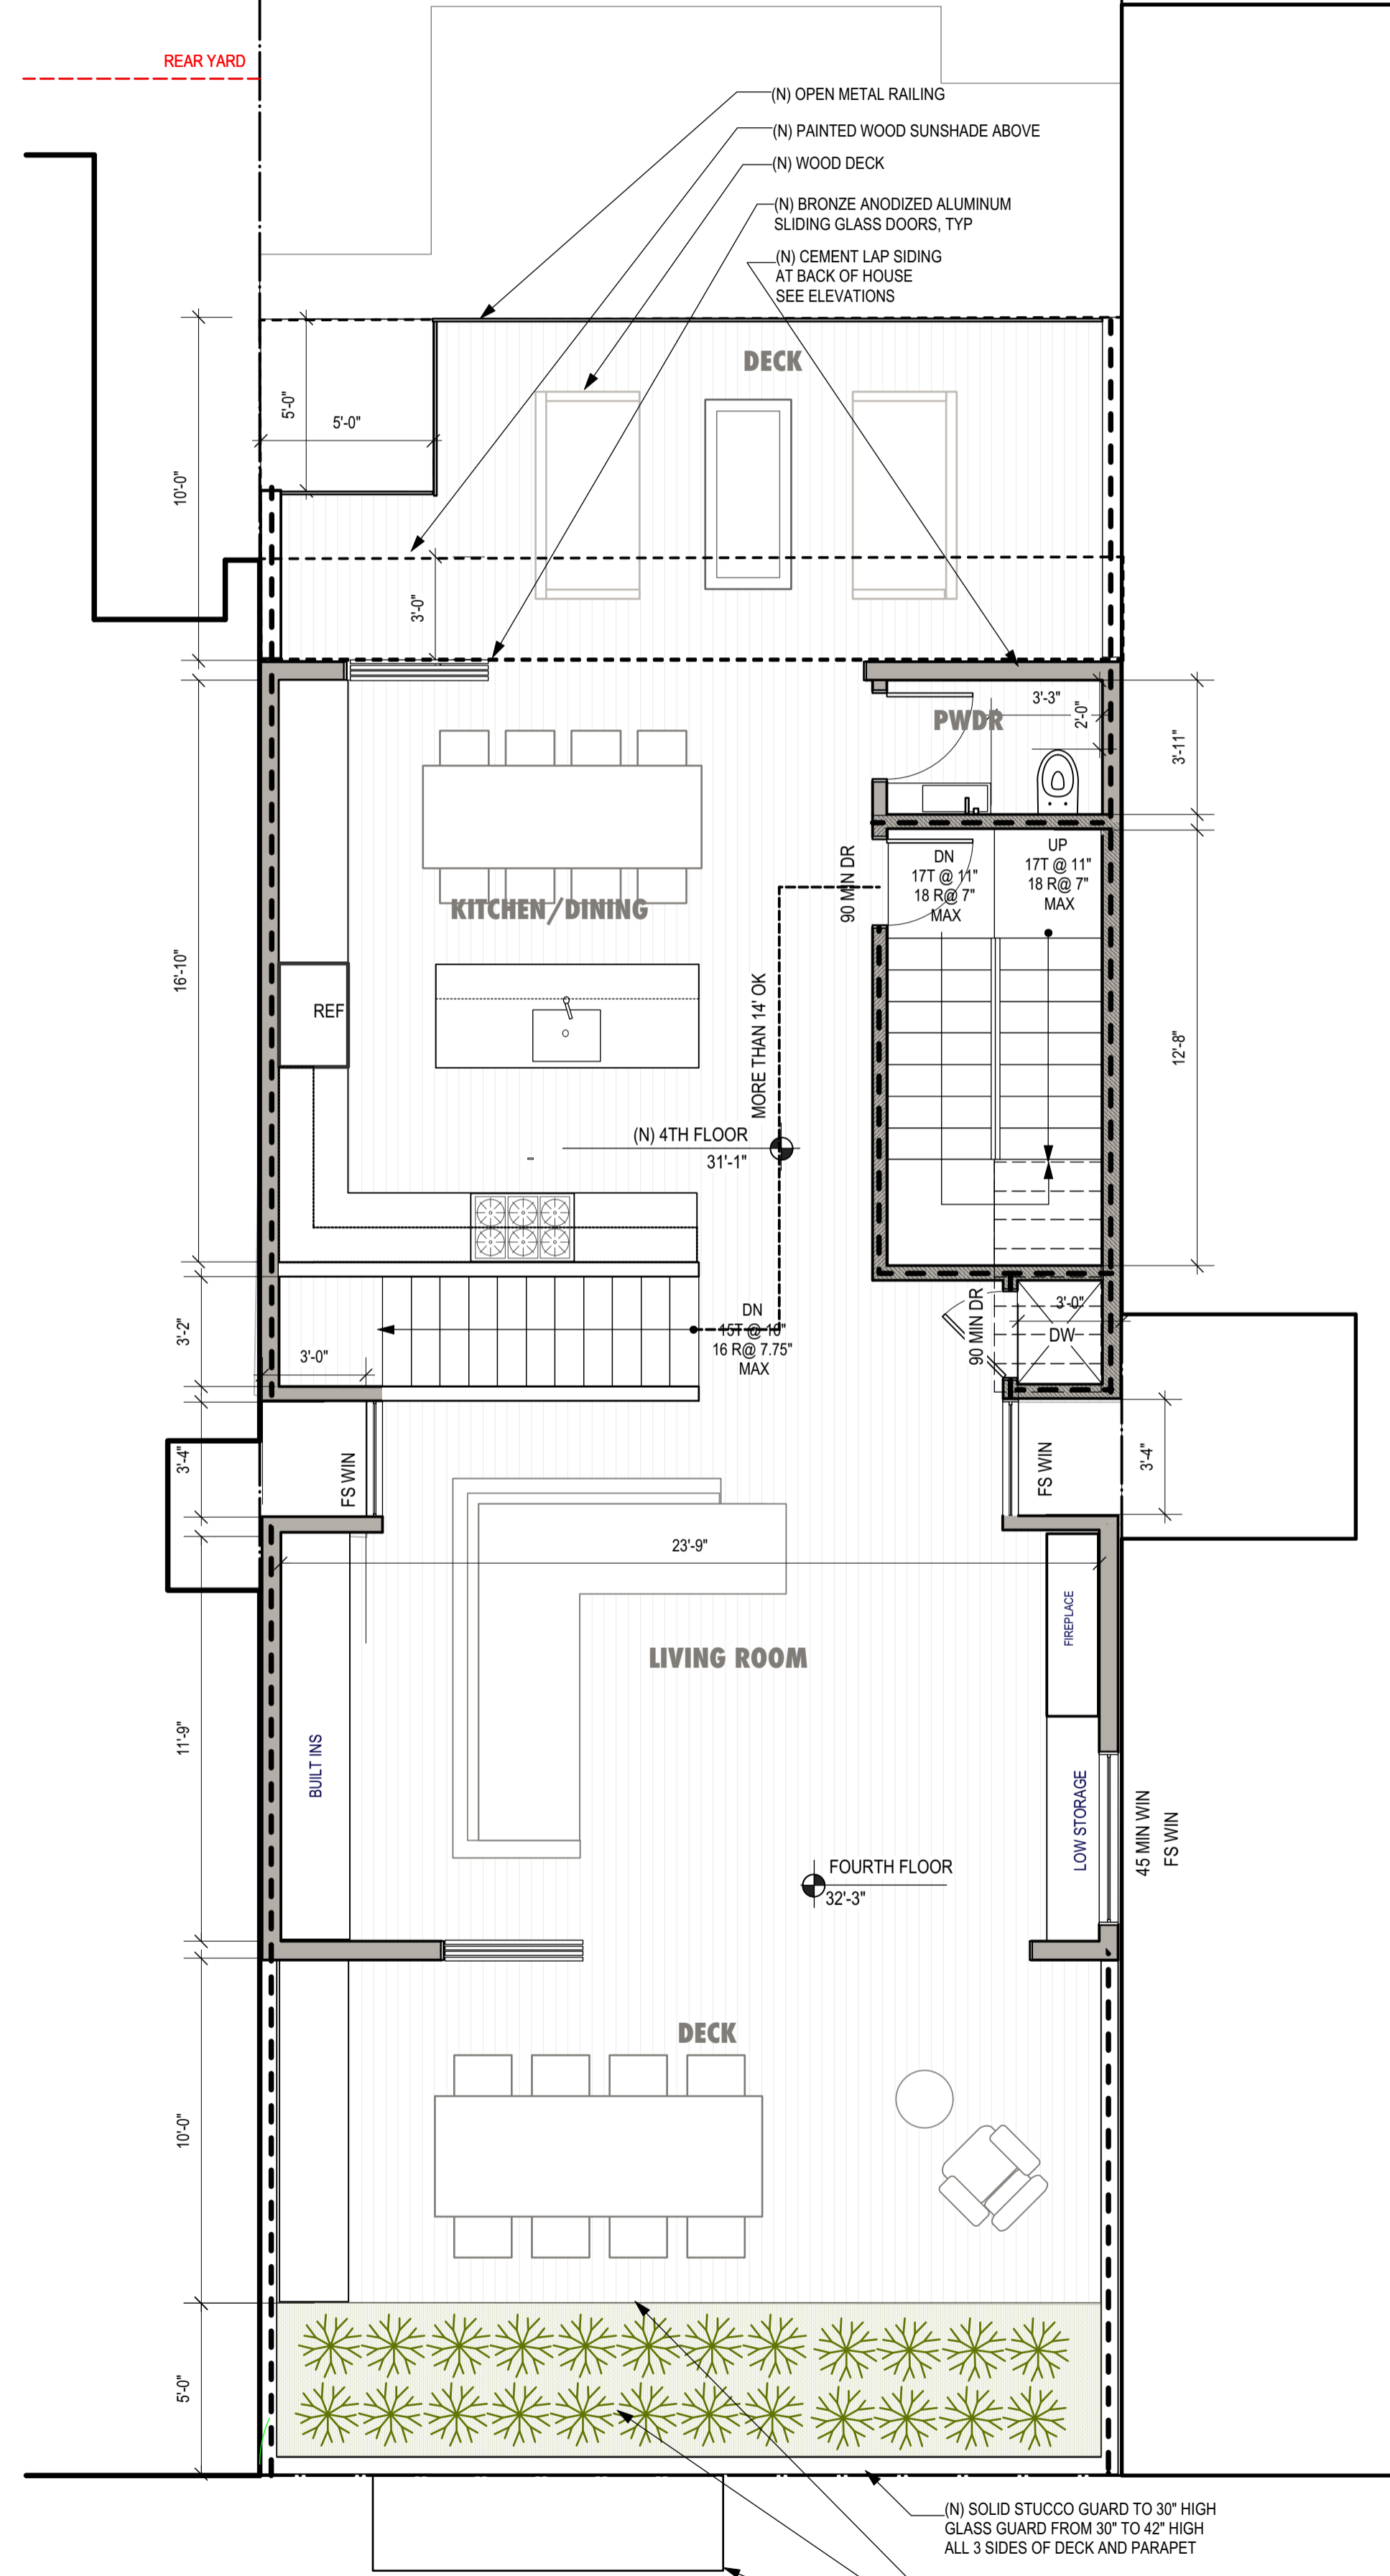 REAR YARD
(N) OPEN METAL RAILING
(N) PAINTED WOOD SUNSHADE ABOVE
(N) WOOD DECK
(N) BRONZE ANODIZED ALUMINUM
SLIDING GLASS DOORS, TYP
(N) CEMENT LAP SIDING
AT BACK OF HOUSE
SEE ELEVATIONS
DECK
5'-0"
5'-0"
10'-0"
3'-0"
PWDR
3'-3"
2'-0"
3'-11"
KITCHEN/DINING
90 MIN DR
DN
17T @ 11"
18 R@ 7"
MAX
UP
17T @ 11"
18 R@ 7"
MAX
16'-10"
REF
MORE THAN 14' OK
12'-8"
(N) 4TH FLOOR
31'-1"
3'-2"
3'-0"
DN
15T @ 10"
16 R@ 7.75"
MAX
90 MIN DR
3'-0"
DW
3'-4"
FS WIN
FS WIN
3'-4"
23'-9"
FIREPLACE
LIVING ROOM
11'-9"
BUILT INS
LOW STORAGE
45 MIN WIN
FS WIN
FOURTH FLOOR
32'-3"
DECK
10'-0"
5'-0"
(N) SOLID STUCCO GUARD TO 30" HIGH
GLASS GUARD FROM 30" TO 42" HIGH
ALL 3 SIDES OF DECK AND PARAPET